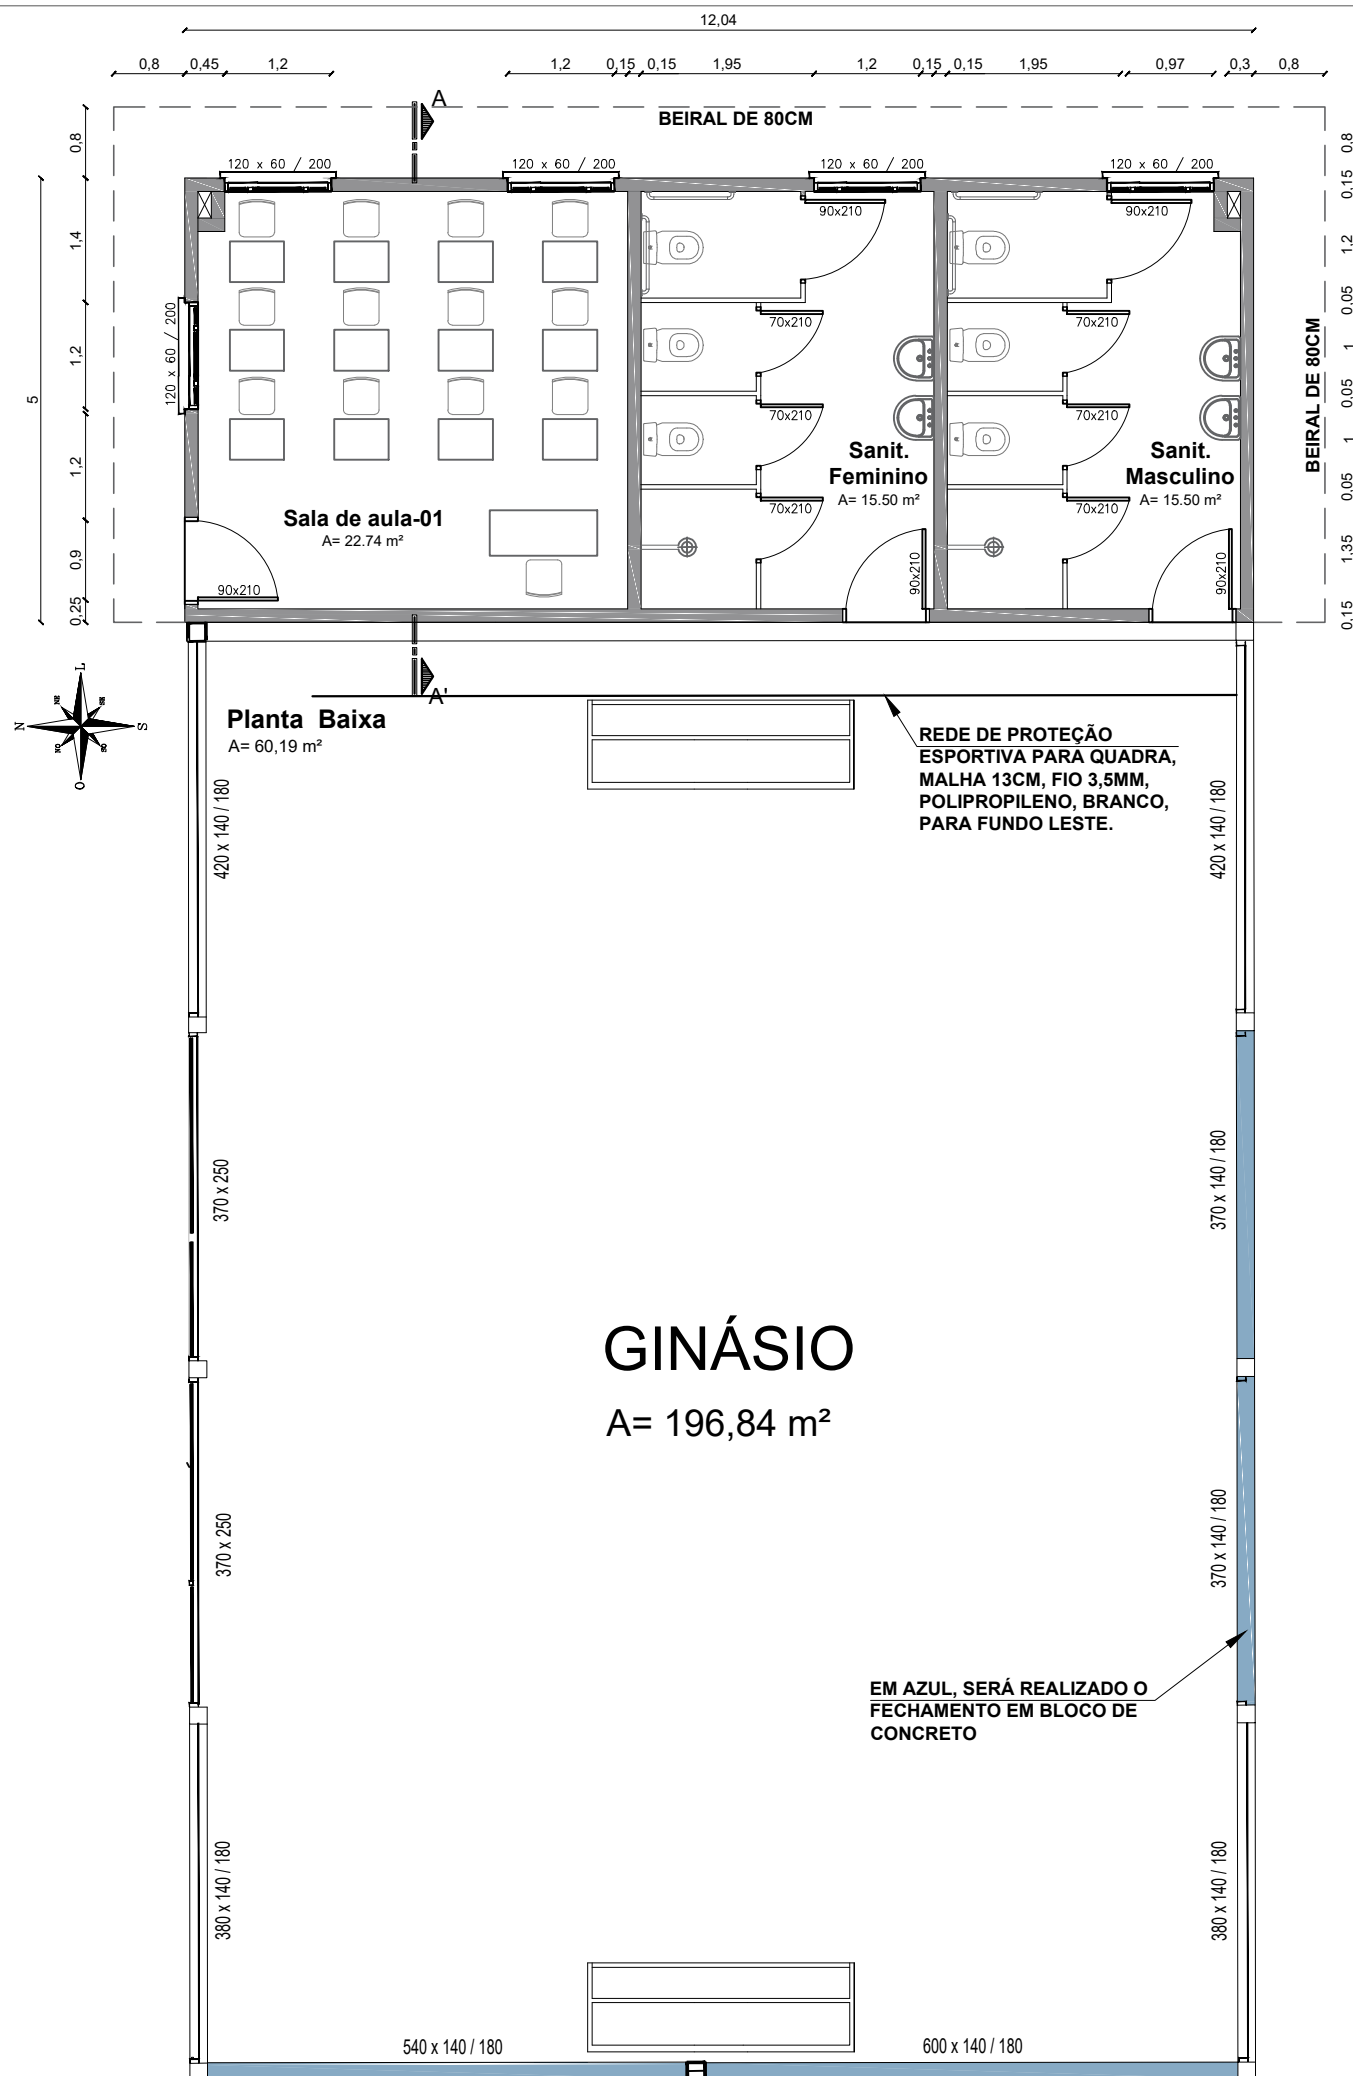 12,04
0,8 0,45 1,2 1,2 0,15 0,15 1,95 1,2 0,15 0,15 1,95 0,97 0,3 0,8
A
BEIRAL DE 80CM
120 x 60 / 200
120 x 60 / 200
120 x 60 / 200
120 x 60 / 200
0,8
1,4
1,2
1,2
0,9
0,25
5
0.8
0.15
1.2
0.05
1
0.05
1
0.05
1.35
0.15
BEIRAL DE 80CM
120 x 60 / 200
90x210
90x210
70x210
70x210
70x210
70x210
70x210
70x210
Sanit.
Feminino
A= 15.50 m²
Sanit.
Masculino
A= 15.50 m²
Sala de aula-01
A= 22.74 m²
90x210
90x210
90x210
A'
L
NE
SE
N
S
NO
SO
O
Planta Baixa
A= 60,19 m²
REDE DE PROTEÇÃO
ESPORTIVA PARA QUADRA,
MALHA 13CM, FIO 3,5MM,
POLIPROPILENO, BRANCO,
PARA FUNDO LESTE.
420 x 140 / 180
420 x 140 / 180
370 x 250
370 x 140 / 180
GINÁSIO
A= 196,84 m²
370 x 250
370 x 140 / 180
EM AZUL, SERÁ REALIZADO O
FECHAMENTO EM BLOCO DE
CONCRETO
380 x 140 / 180
380 x 140 / 180
540 x 140 / 180
600 x 140 / 180